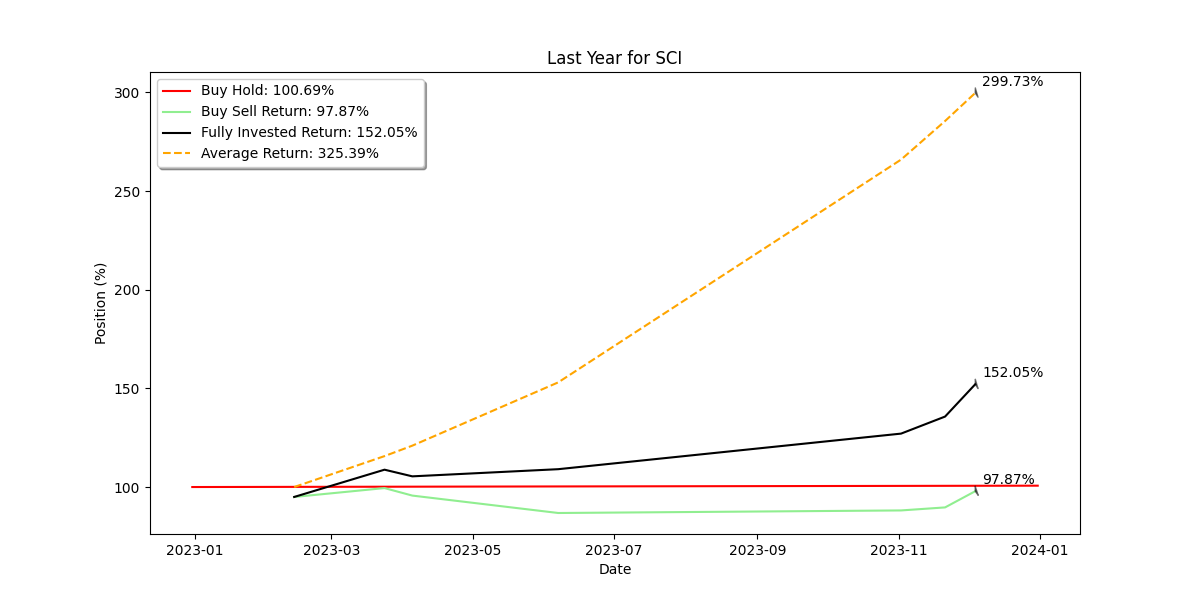 Last Year for SCI
Buy Hold: 100.69%
Buy Sell Return: 97.87%
Fully Invested Return: 152.05%
Average Return: 325.39%
299.73%
152.05%
97.87%
Position (%)
300
250
200
150
100
2023-01
2023-03
2023-05
2023-07
2023-09
2023-11
2024-01
Date